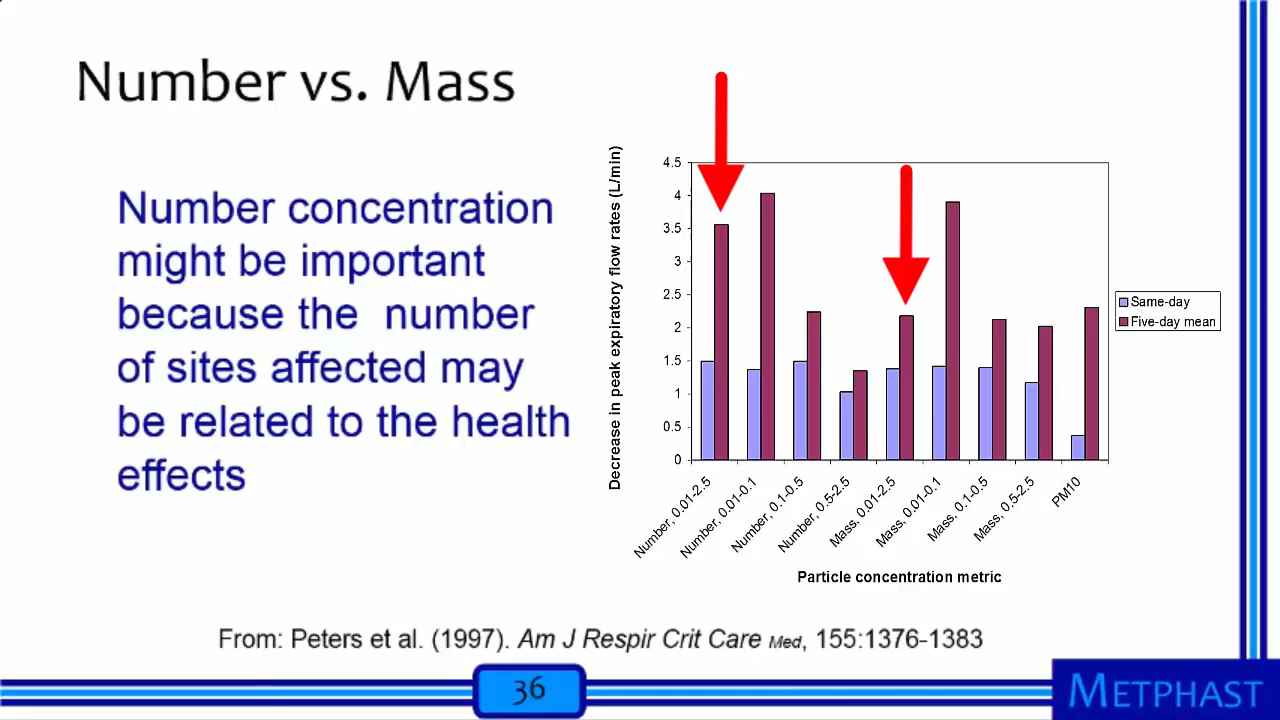 Number vs. Mass
Number concentration
might be important
because the number
of sites affected may
be related to the health
effects
Decrease in peak expiratory flow rates (L/min)
4.5
4
3.5
3
2.5
2
1.5
1
0.5
0
Number, 0.01-2.5
Number, 0.01-0.1
Number, 0.1-0.5
Number, 0.5-2.5
Mass, 0.01-2.5
Mass, 0.01-0.1
Mass, 0.1-0.5
Mass, 0.5-2.5
PM10
Particle concentration metric
Same-day
Five-day mean
From: Peters et al. (1997). Am J Respir Crit Care Med, 155:1376-1383
36
METPHAST